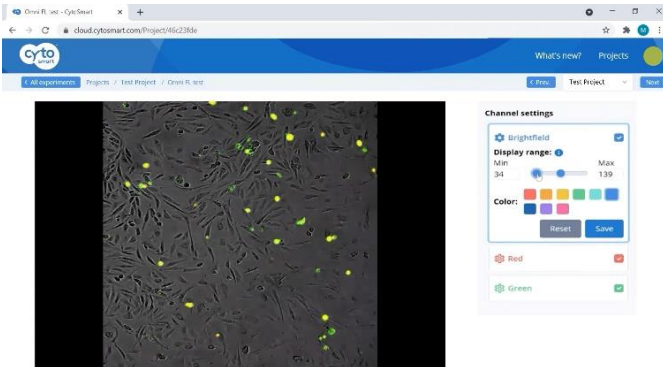 Omni FL test - CytoSmart
cloud.cytosmart.com/Project/46c23fde
M
cyto
smart
What's new? Projects
< All experiments Projects / Test Project / Omni FL test
< Prev. Test Project Next
Channel settings
Brightfield
Display range:
Min Max
34 139
Color:
Reset Save
Red
Green